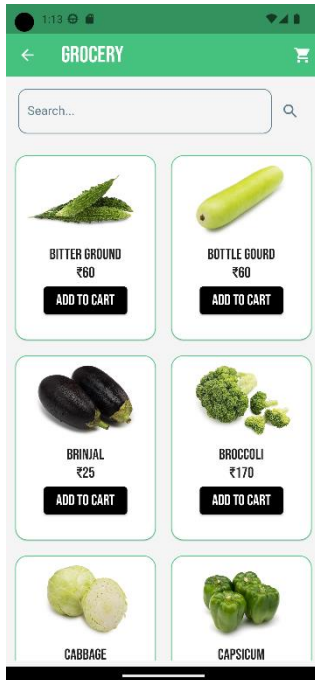 1:13
GROCERY
Search...
BITTER GROUND
₹60
ADD TO CART
BOTTLE GOURD
₹60
ADD TO CART
BRINJAL
₹25
ADD TO CART
BROCCOLI
₹170
ADD TO CART
CABBAGE
CAPSICUM